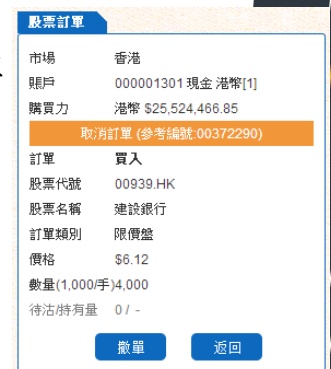 股票訂單
市場 香港
賬戶 000001301 現金 港幣[1]
購買力 港幣 $25,524,466.85
取消訂單 (參考編號:00372290)
訂單 買入
股票代號 00939.HK
股票名稱 建設銀行
訂單類別 限價盤
價格 $6.12
數量(1,000/手)4,000
待沽/持有量 0 / -
撤單 返回